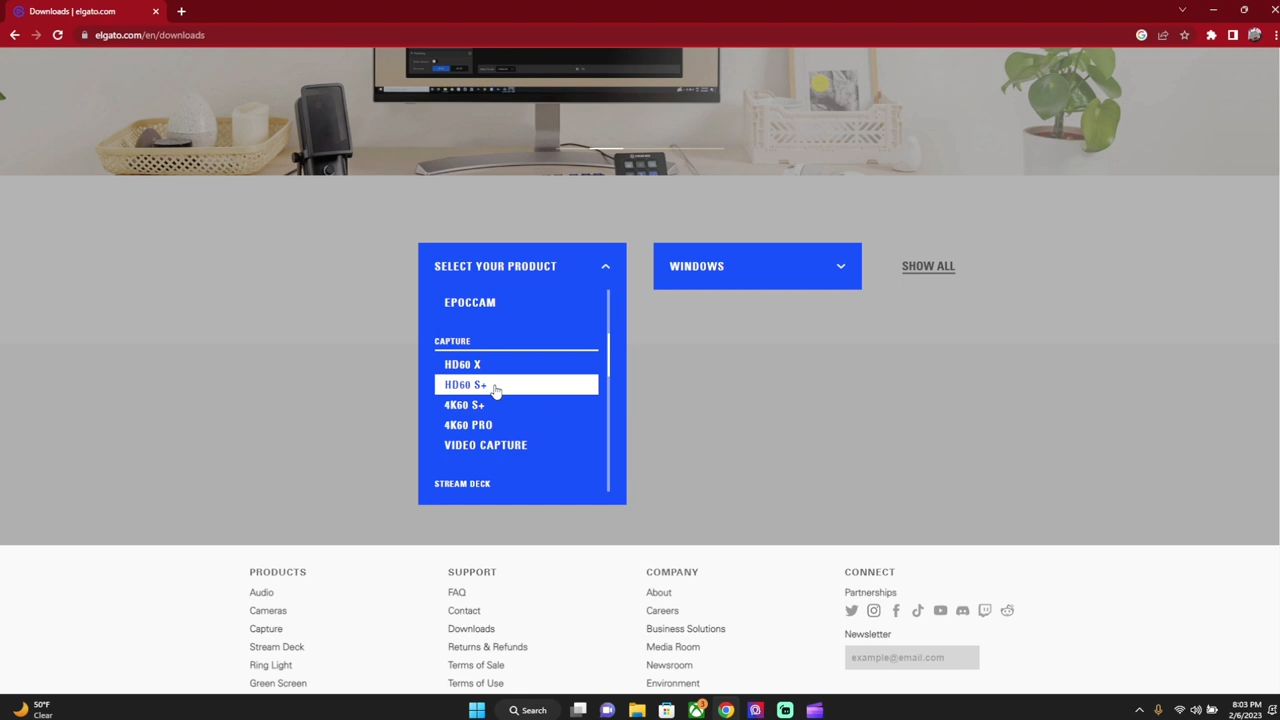 Downloads | elgato.com
elgato.com/en/downloads
SELECT YOUR PRODUCT
WINDOWS
SHOW ALL
EPOCCAM
CAPTURE
HD60 X
HD60 S+
4K60 S+
4K60 PRO
VIDEO CAPTURE
STREAM DECK
PRODUCTS
Audio
Cameras
Capture
Stream Deck
Ring Light
Green Screen
SUPPORT
FAQ
Contact
Downloads
Returns & Refunds
Terms of Sale
Terms of Use
COMPANY
About
Careers
Business Solutions
Media Room
Newsroom
Environment
CONNECT
Partnerships
Newsletter
example@email.com
50°F
Clear
Search
3
8:03 PM
2/6/2023